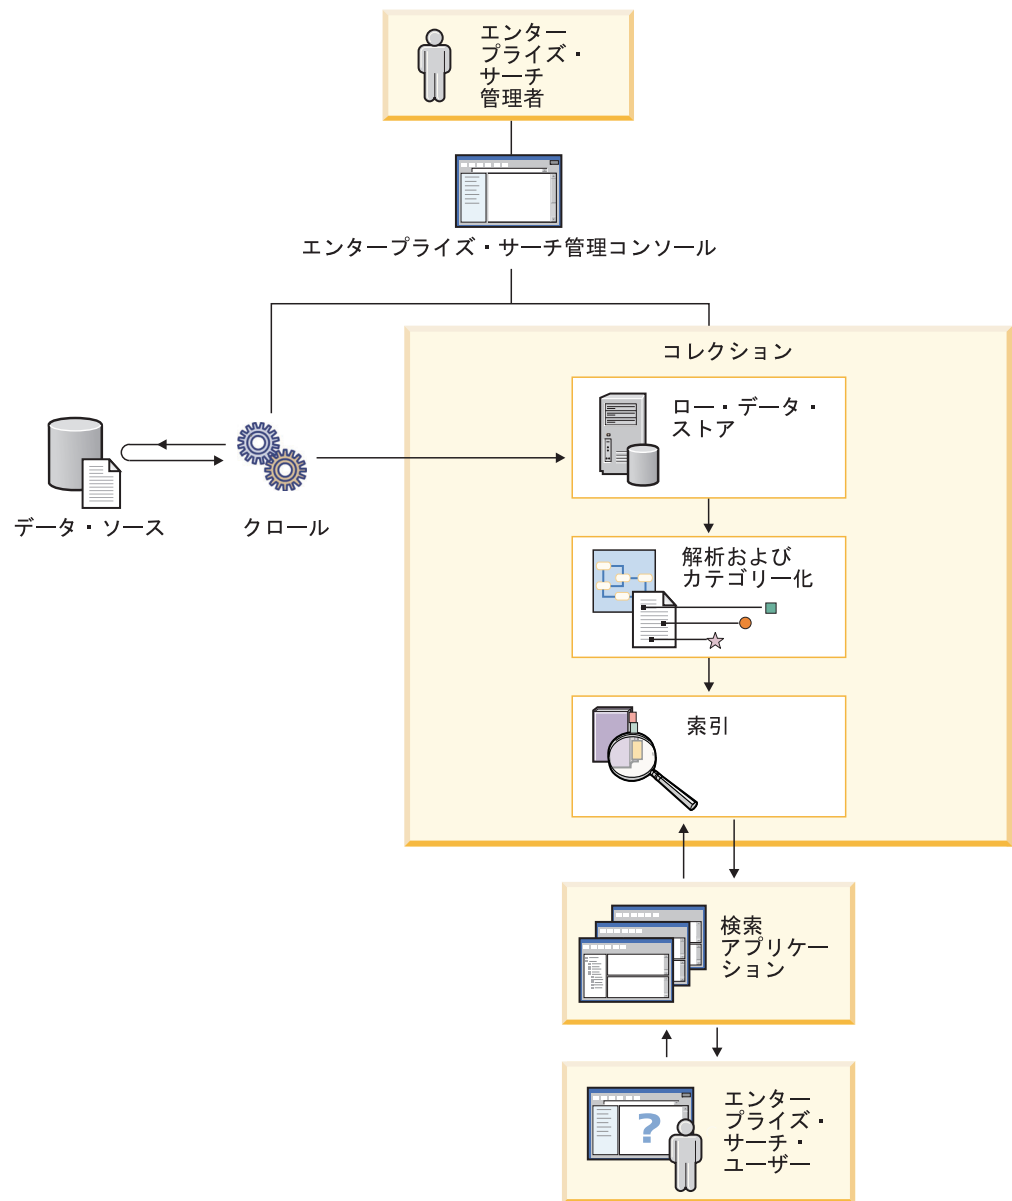 エンター
プライズ・
サーチ
管理者
エンタープライズ・サーチ管理コンソール
コレクション
ロー・データ・
ストア
データ・ソース
クロール
解析および
カテゴリー化
索引
検索
アプリケー
ション
?
エンター
プライズ・
サーチ・
ユーザー